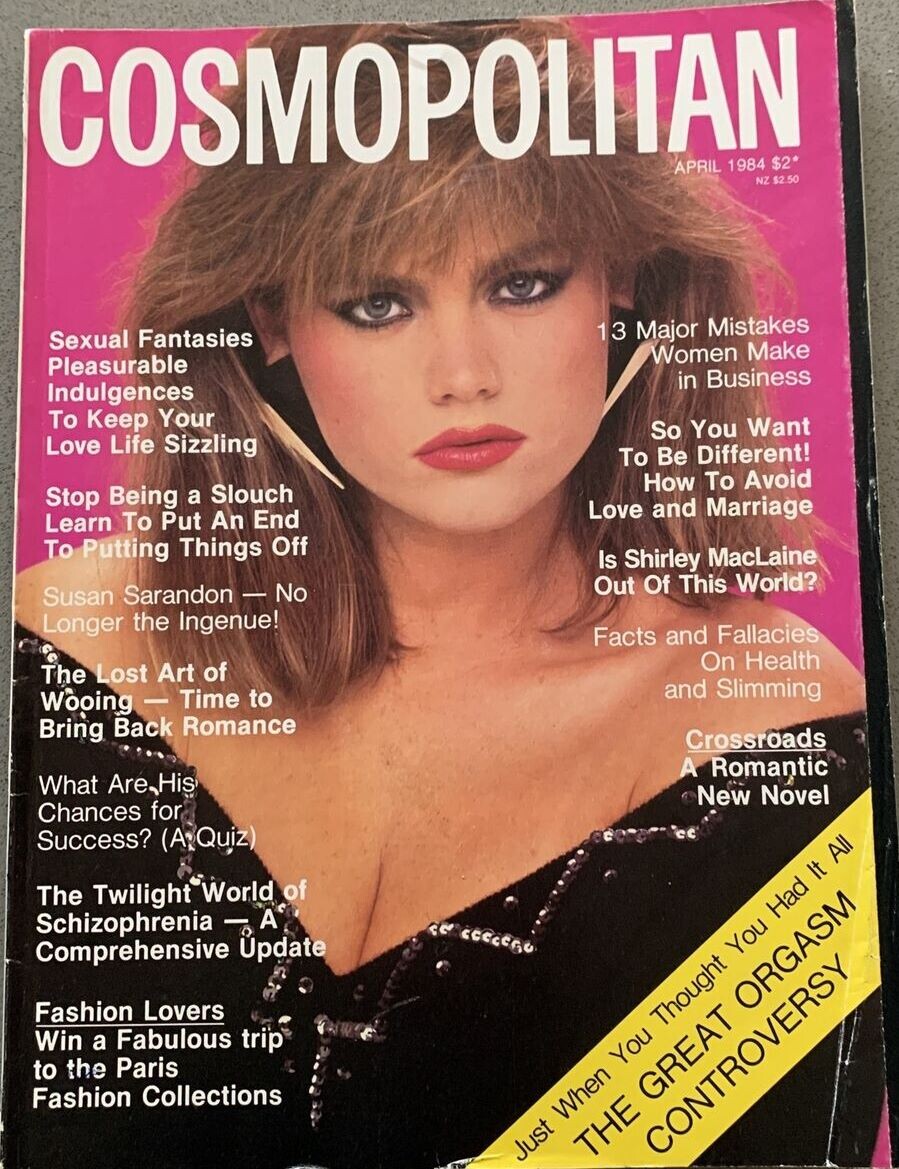 COSMOPOLITAN
APRIL 1984 $2*
NZ $2.50
Sexual Fantasies
Pleasurable
Indulgences
To Keep Your
Love Life Sizzling
Stop Being a Slouch
Learn To Put An End
To Putting Things Off
Susan Sarandon — No
Longer the Ingenue!
The Lost Art of
Wooing — Time to
Bring Back Romance
What Are His
Chances for
Success? (A Quiz)
The Twilight World of
Schizophrenia — A
Comprehensive Update
Fashion Lovers
Win a Fabulous trip
to the Paris
Fashion Collections
13 Major Mistakes
Women Make
in Business
So You Want
To Be Different!
How To Avoid
Love and Marriage
Is Shirley MacLaine
Out Of This World?
Facts and Fallacies
On Health
and Slimming
Crossroads
A Romantic
New Novel
Just When You Thought You Had It All
THE GREAT ORGASM
CONTROVERSY